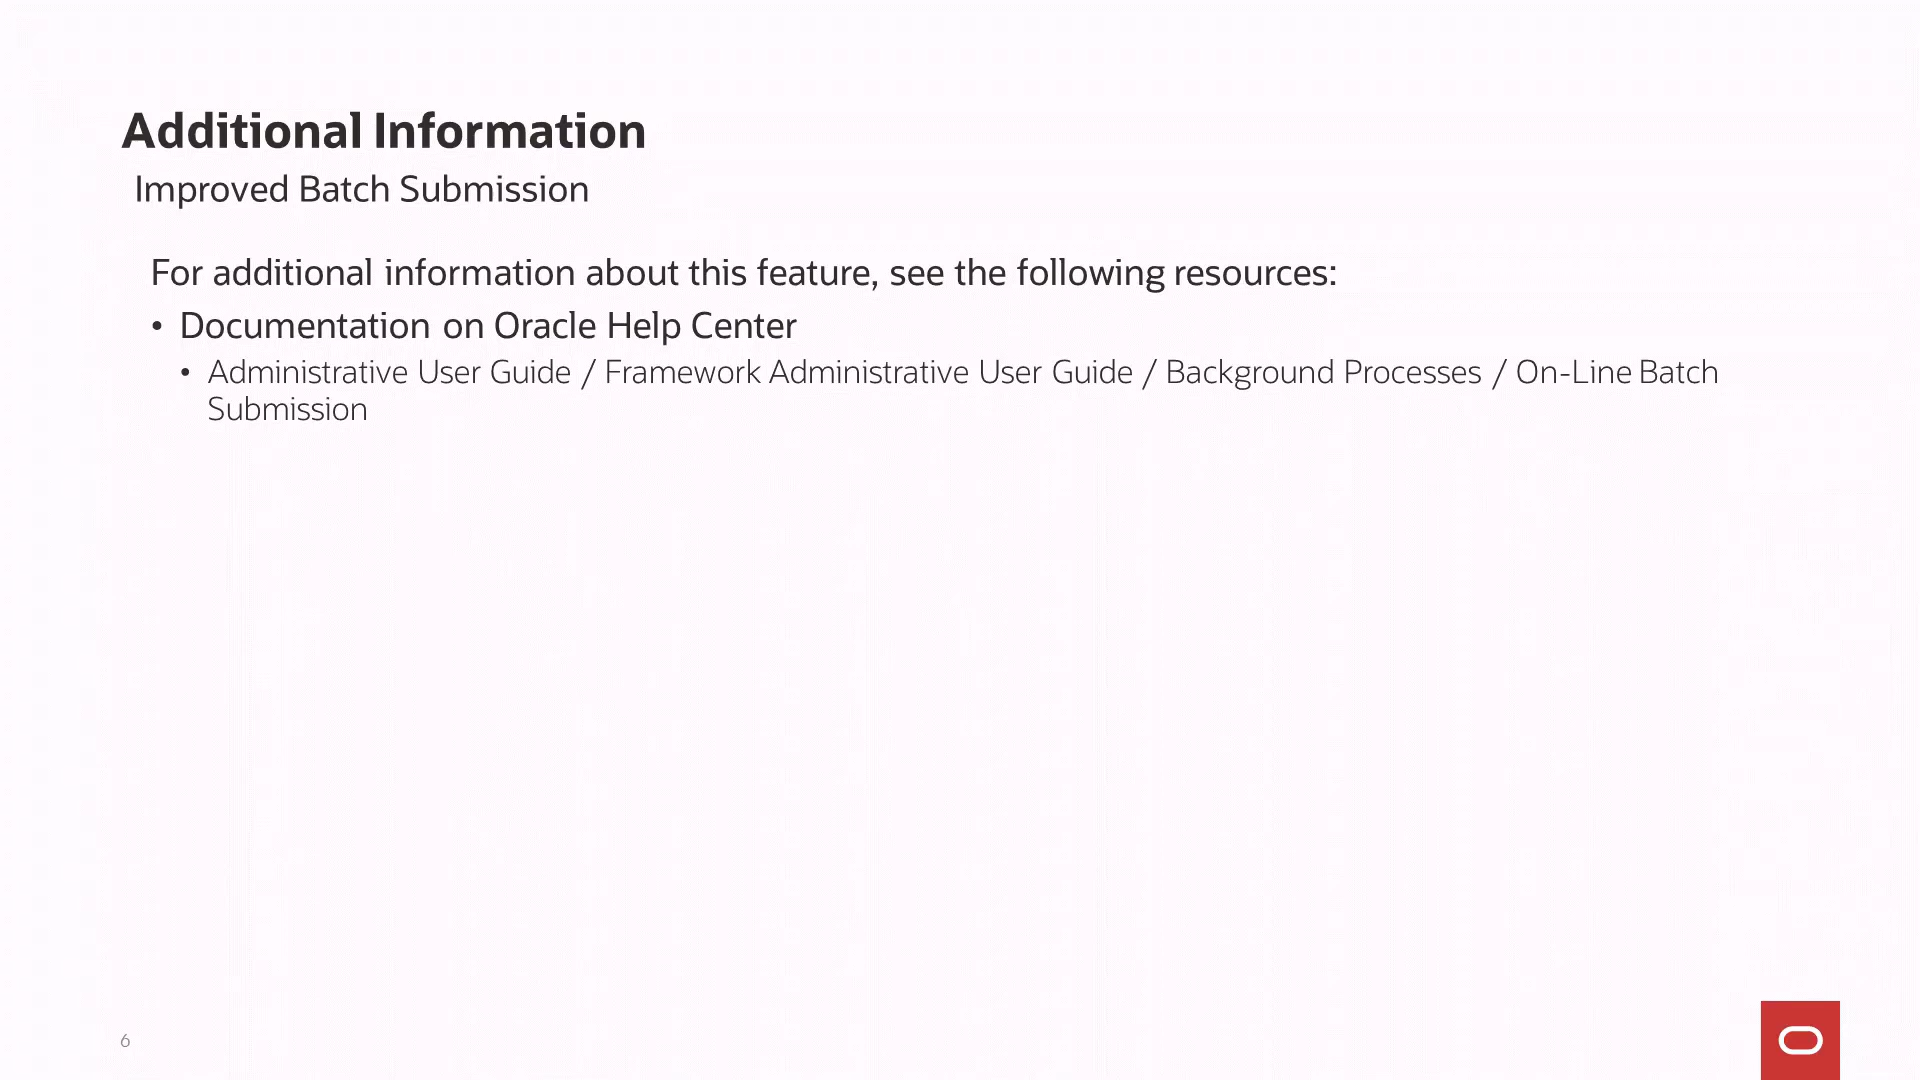 Additional Information
Improved Batch Submission
For additional information about this feature, see the following resources:
• Documentation on Oracle Help Center
• Administrative User Guide / Framework Administrative User Guide / Background Processes / On-Line Batch
Submission
6